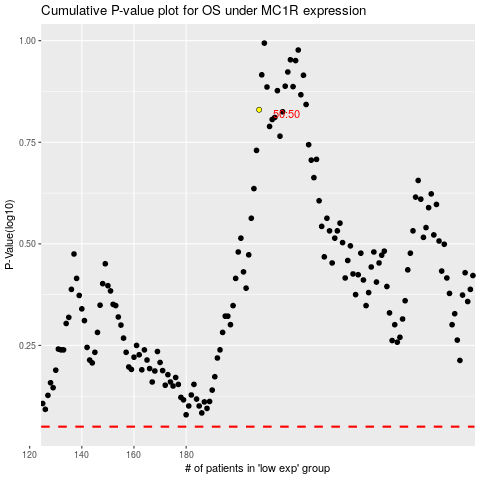 Cumulative P-value plot for OS under MC1R expression
P-Value(log10)
1.00
0.75
0.50
0.25
50:50
120 140 160 180
# of patients in 'low exp' group